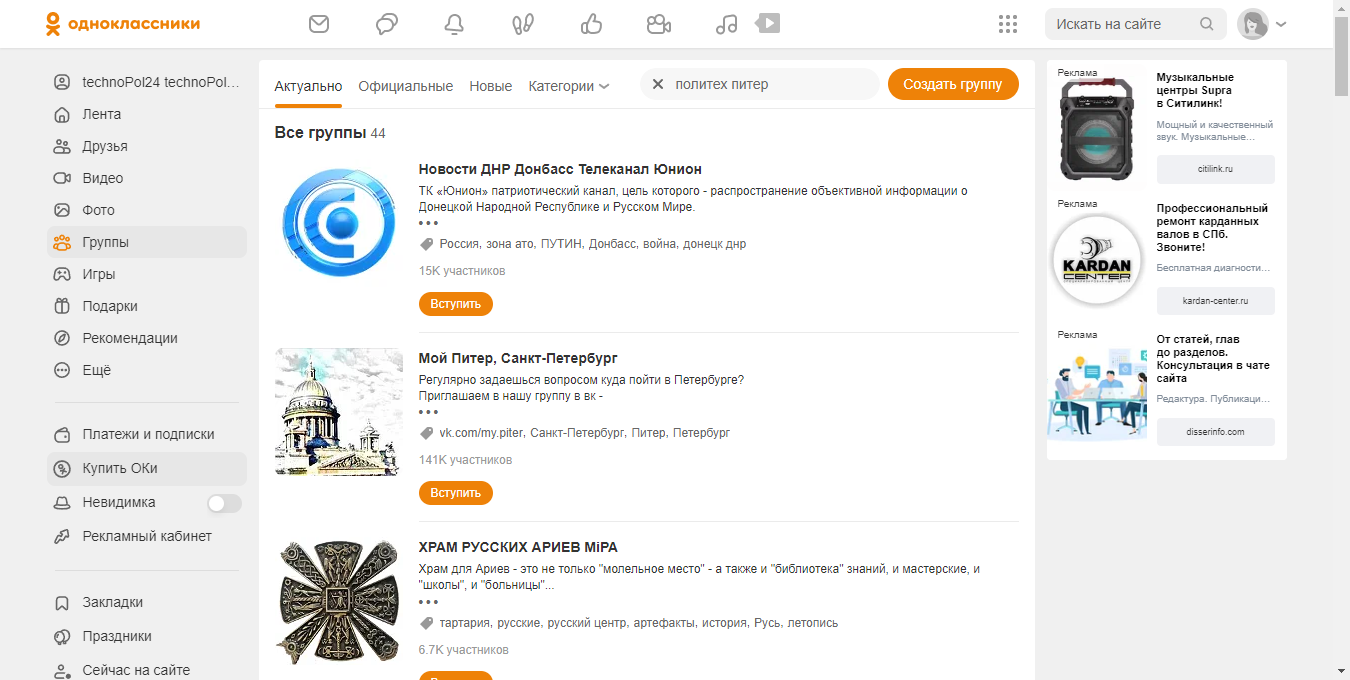 одноклассники
Искать на сайте
technoPol24 technoPol…
Лента
Друзья
Видео
Фото
Группы
Игры
Подарки
Рекомендации
Ещё
Платежи и подписки
Купить ОКи
Невидимка
Рекламный кабинет
Закладки
Праздники
Сейчас на сайте
Актуально
Официальные
Новые
Категории
политех питер
Создать группу
Все группы 44
Новости ДНР Донбасс Телеканал Юнион
ТК «Юнион» патриотический канал, цель которого - распространение объективной информации о
Донецкой Народной Республике и Русском Мире.
Россия, зона ато, ПУТИН, Донбасс, война, донецк днр
15K участников
Вступить
Мой Питер, Санкт-Петербург
Регулярно задаешься вопросом куда пойти в Петербурге?
Приглашаем в нашу группу в вк -
vk.com/my.piter, Санкт-Петербург, Питер, Петербург
141K участников
Вступить
ХРАМ РУССКИХ АРИЕВ МіРА
Храм для Ариев - это не только "молельное место" - а также и "библиотека" знаний, и мастерские, и
"школы", и "больницы"...
тартария, русские, русский центр, артефакты, история, Русь, летопись
6.7K участников
Реклама
Музыкальные
центры Supra
в Ситилинк!
Мощный и качественный
звук. Музыкальные…
citilink.ru
Реклама
KARDAN
CENTER
Профессиональный
ремонт карданных
валов в СПб.
Звоните!
Бесплатная диагности…
kardan-center.ru
Реклама
От статей, глав
до разделов.
Консультация в чате
сайта
Редактура. Публикаци…
disserinfo.com